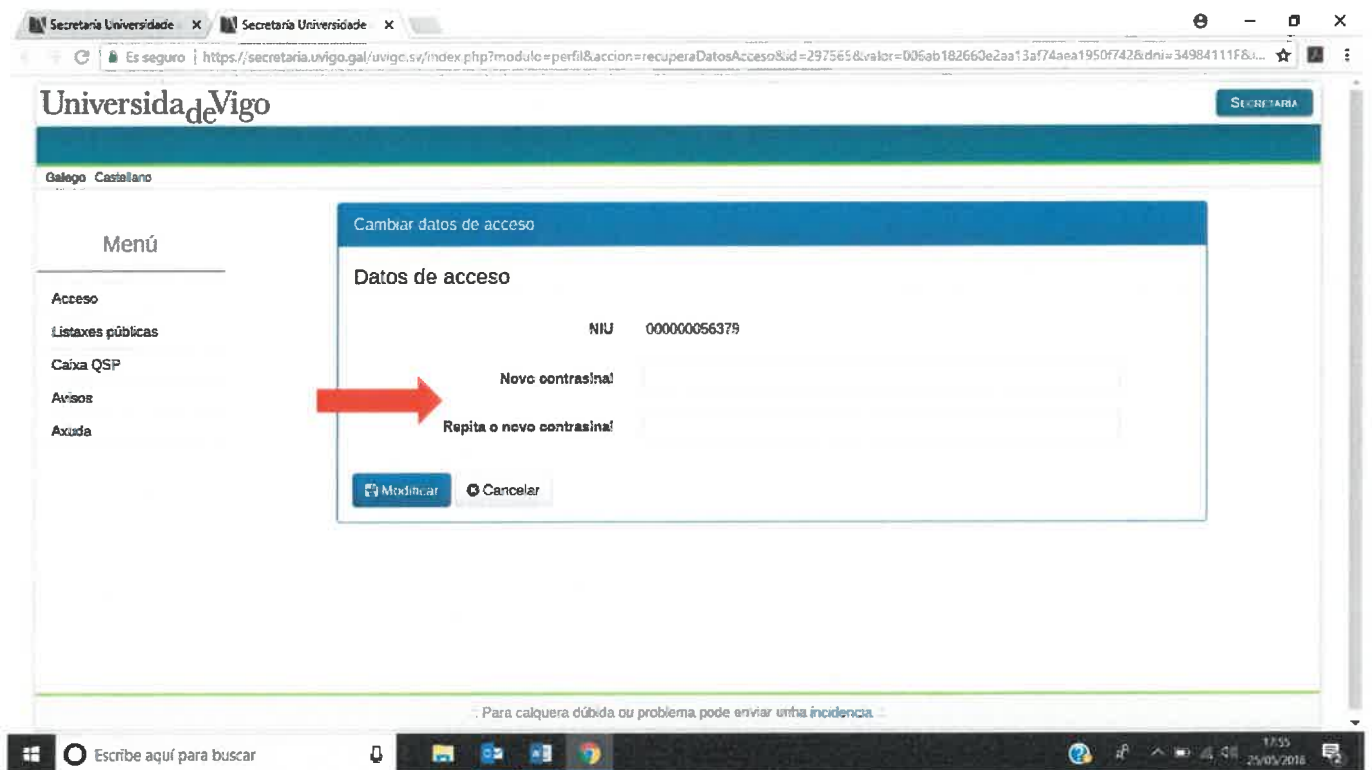 Secretaría Universidade
Secretaría Universidade
Es seguro | https://secretaria.uvigo.gal/uvigo.sv/index.php?modulo=perfil&accion=recuperaDatosAcceso&id=297565&valor=006ab182660e2aa13af74aea1950f742&dni=34984111F&...
UniversidadeVigo
SECRETARÍA
Galego Castellano
Menú
Acceso
Listaxes públicas
Caixa QSP
Avisos
Axuda
Cambiar datos de acceso
Datos de acceso
NIU 000000056379
Novo contrasinal
Repita o novo contrasinal
Modificar Cancelar
Para calquera dúbida ou problema pode enviar unha incidencia
Escribe aquí para buscar
17:55
25/05/2018